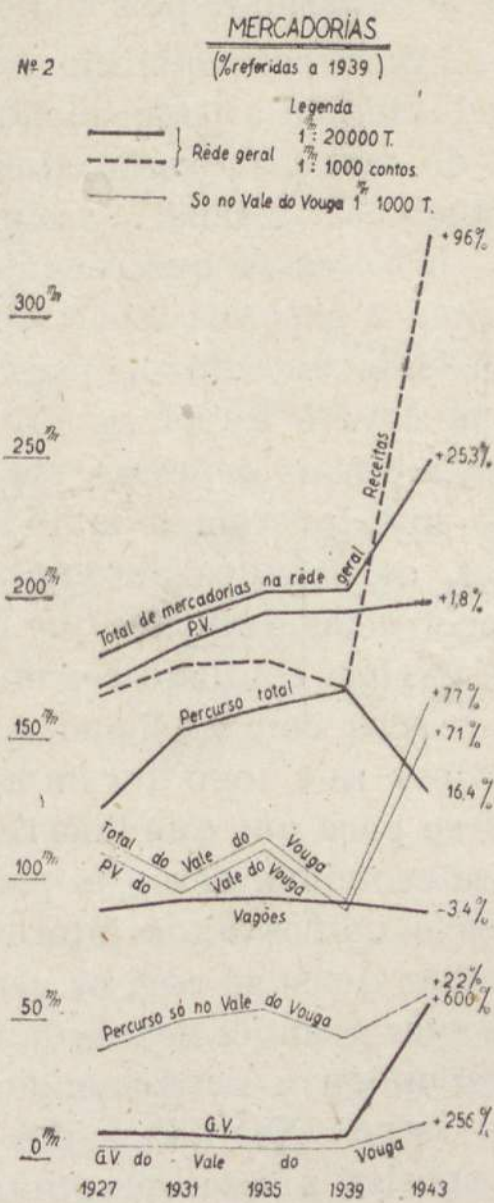 MERCADORIAS
Nº 2
(% referidas a 1939)
Legenda
1 m/m : 20000 T.
Rêde geral
1 m/m : 1000 contos.
Só no Vale do Vouga 1 m/m 1000 T.
+96%
300 m/m
250 m/m
+25,3%
Receitas
200 m/m
Total de mercadorias na rêde geral
+1,8%
P.V.
+77%
Percurso total
150 m/m
+71%
16,4%
Total do Vale do Vouga
100 m/m
PV do Vale do Vouga
Vagões
-3,4%
+22%
50 m/m
+600%
Percurso só no Vale do Vouga
G.V.
+256%
0 m/m
G.V do - Vale do Vouga
1927 1931 1935 1939 1943